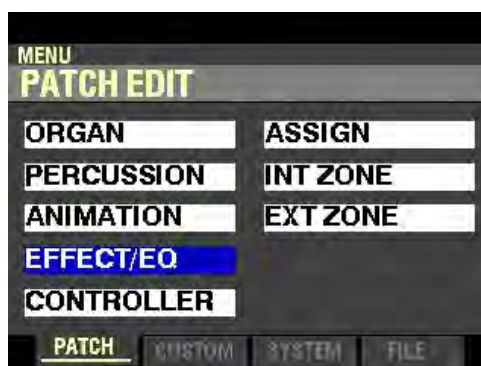 MENU
PATCH EDIT
ORGAN
PERCUSSION
ANIMATION
EFFECT/EQ
CONTROLLER
ASSIGN
INT ZONE
EXT ZONE
PATCH CUSTOM SYSTEM FILE